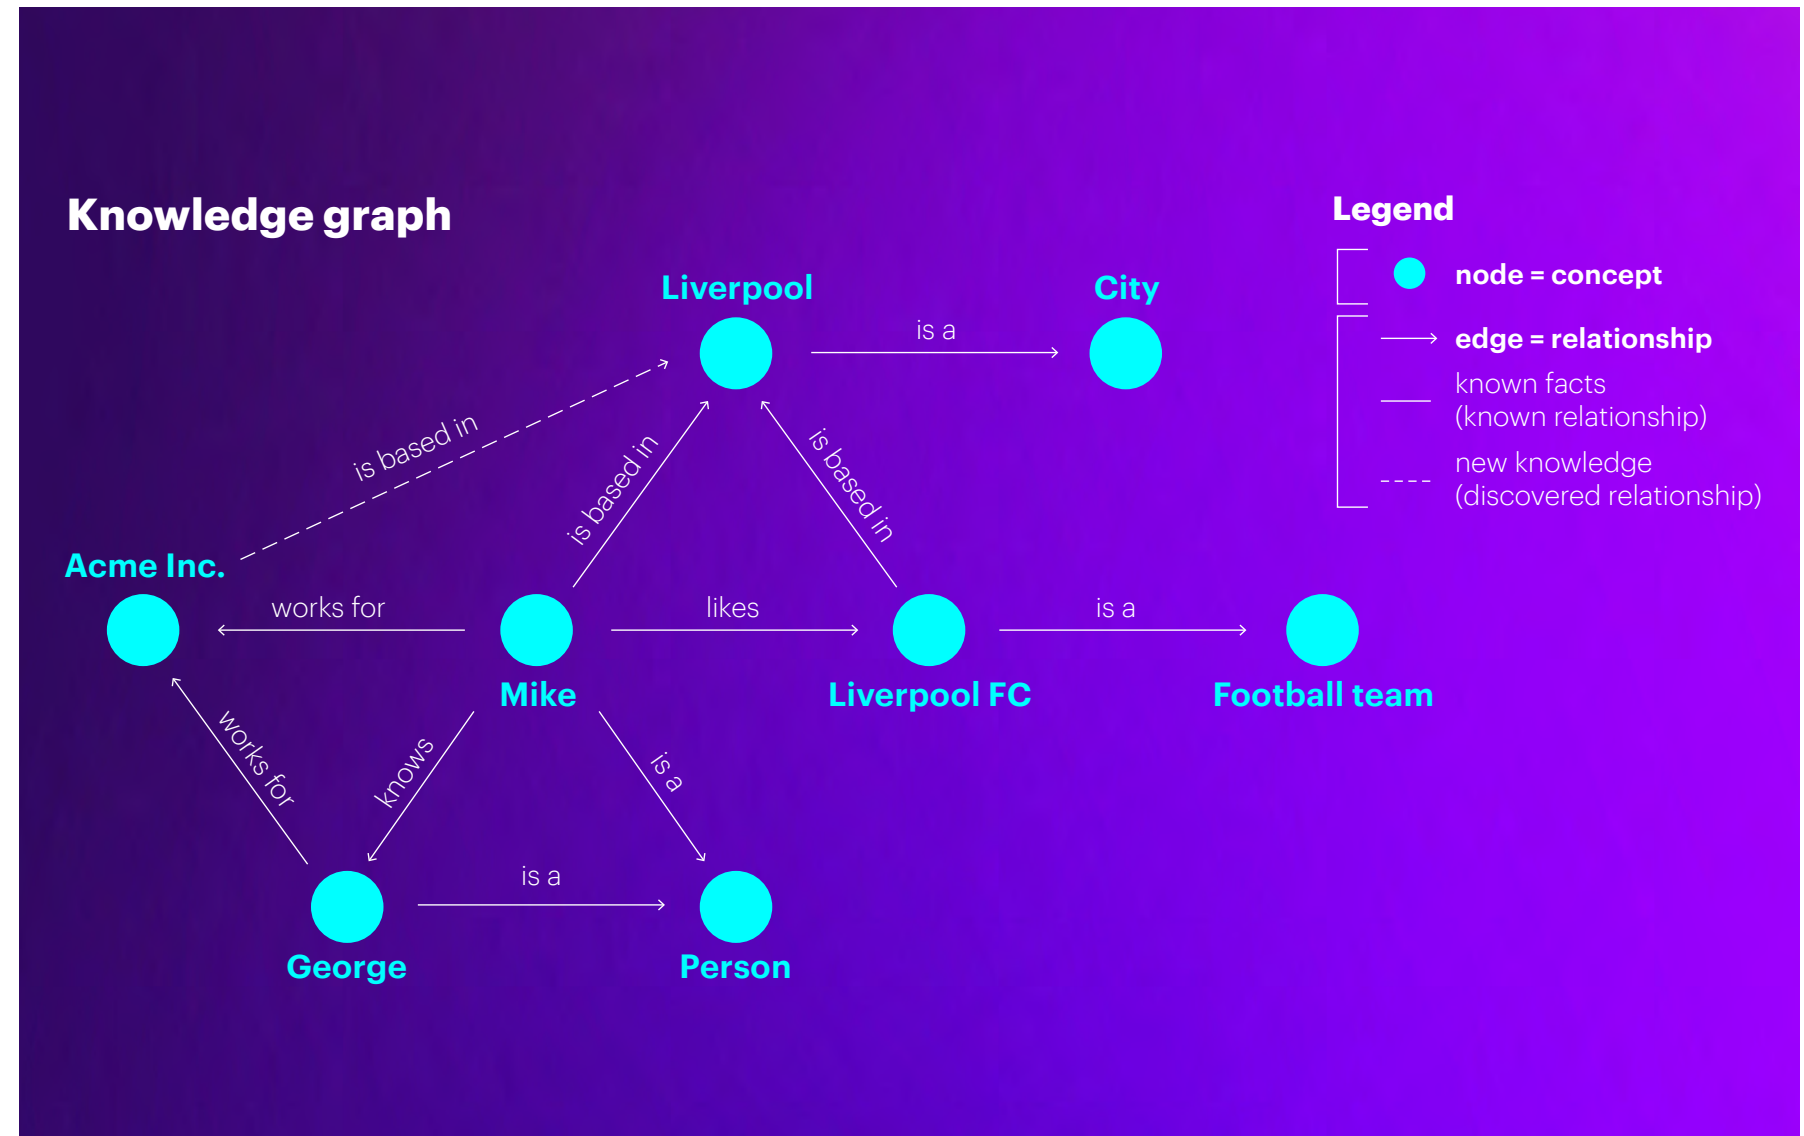 Knowledge graph
Legend
node = concept
edge = relationship
known facts
(known relationship)
new knowledge
(discovered relationship)
Liverpool
City
is a
is based in
is based in
is based in
Acme Inc.
works for
likes
is a
Mike
Liverpool FC
Football team
works for
knows
is a
is a
George
Person